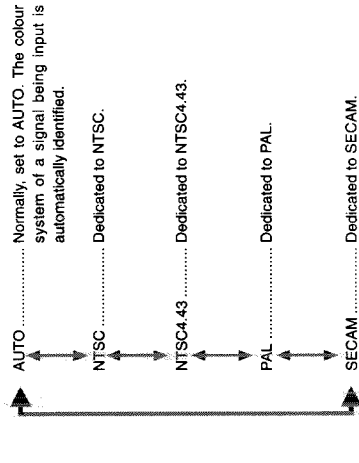 AUTO ............ Normally, set to AUTO. The colour
system of a signal being input is
automatically identified.
NTSC ............ Dedicated to NTSC.
NTSC4.43 ........ Dedicated to NTSC4.43.
PAL ............. Dedicated to PAL.
SECAM ........... Dedicated to SECAM.